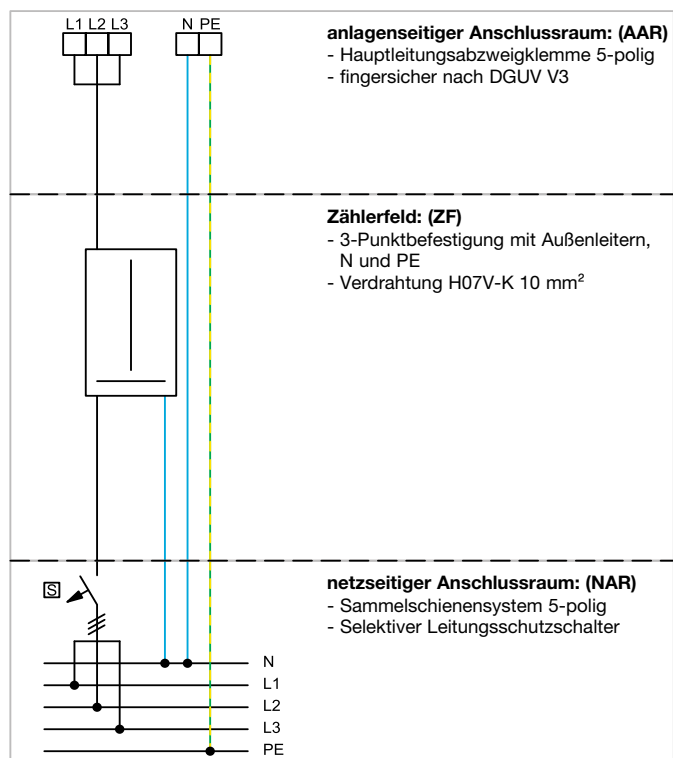 L1 L2 L3 N PE
anlagenseitiger Anschlussraum: (AAR)
- Hauptleitungsabzweigklemme 5-polig
- fingersicher nach DGUV V3
Zählerfeld: (ZF)
- 3-Punktbefestigung mit Außenleitern,
N und PE
- Verdrahtung H07V-K 10 mm²
netzseitiger Anschlussraum: (NAR)
- Sammelschienensystem 5-polig
- Selektiver Leitungsschutzschalter
S
N
L1
L2
L3
PE